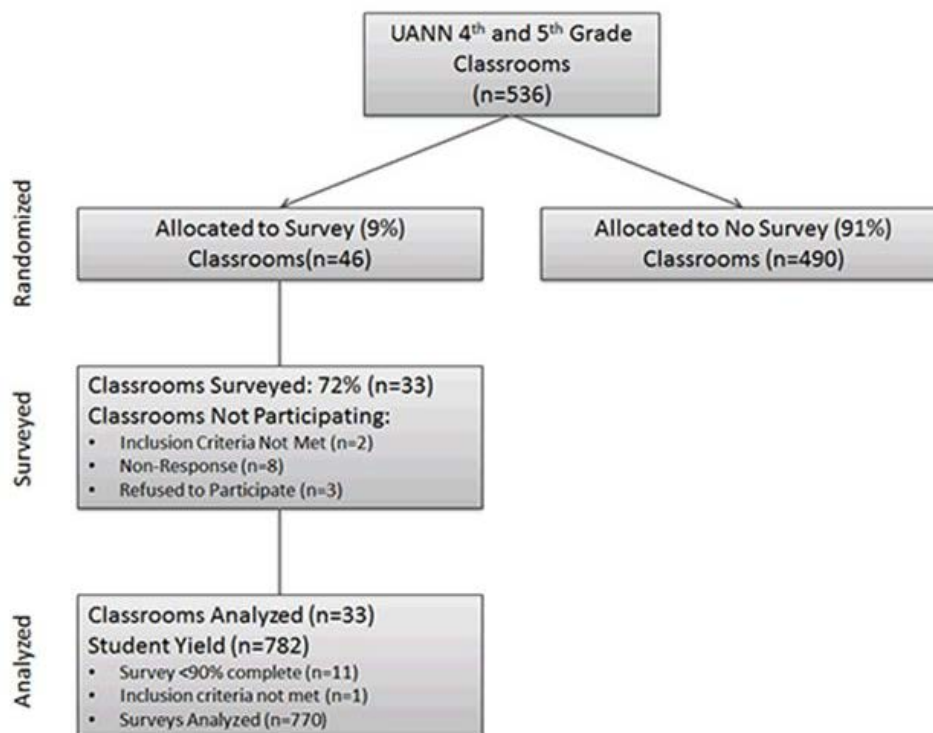 UANN 4th and 5th Grade
Classrooms
(n=536)
Randomized
Allocated to Survey (9%)
Classrooms(n=46)
Allocated to No Survey (91%)
Classrooms (n=490)
Surveyed
Classrooms Surveyed: 72% (n=33)
Classrooms Not Participating:
• Inclusion Criteria Not Met (n=2)
• Non-Response (n=8)
• Refused to Participate (n=3)
Analyzed
Classrooms Analyzed (n=33)
Student Yield (n=782)
• Survey <90% complete (n=11)
• Inclusion criteria not met (n=1)
• Surveys Analyzed (n=770)